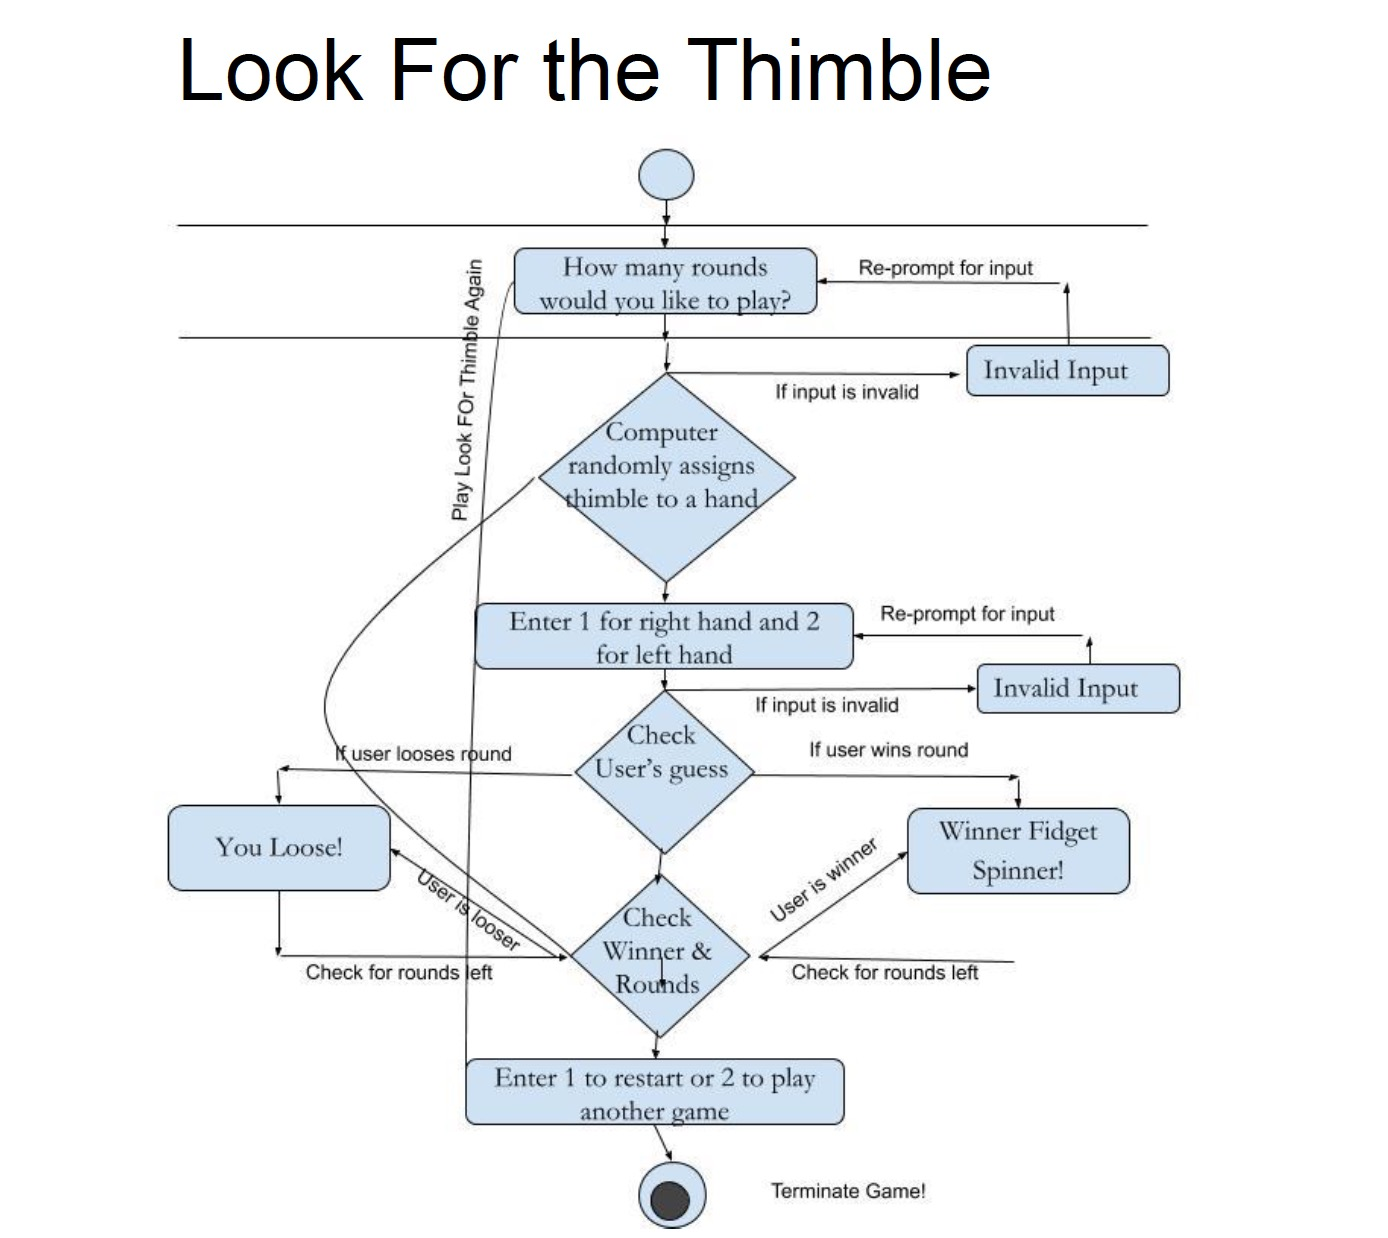 Look For the Thimble
How many rounds
would you like to play?
Re-prompt for input
Play Look FOr Thimble Again
Invalid Input
If input is invalid
Computer
randomly assigns
thimble to a hand
Enter 1 for right hand and 2
for left hand
Re-prompt for input
Invalid Input
If input is invalid
Check
User's guess
If user looses round
If user wins round
You Loose!
Winner Fidget
Spinner!
User is looser
User is winner
Check
Winner &
Rounds
Check for rounds left
Check for rounds left
Enter 1 to restart or 2 to play
another game
Terminate Game!